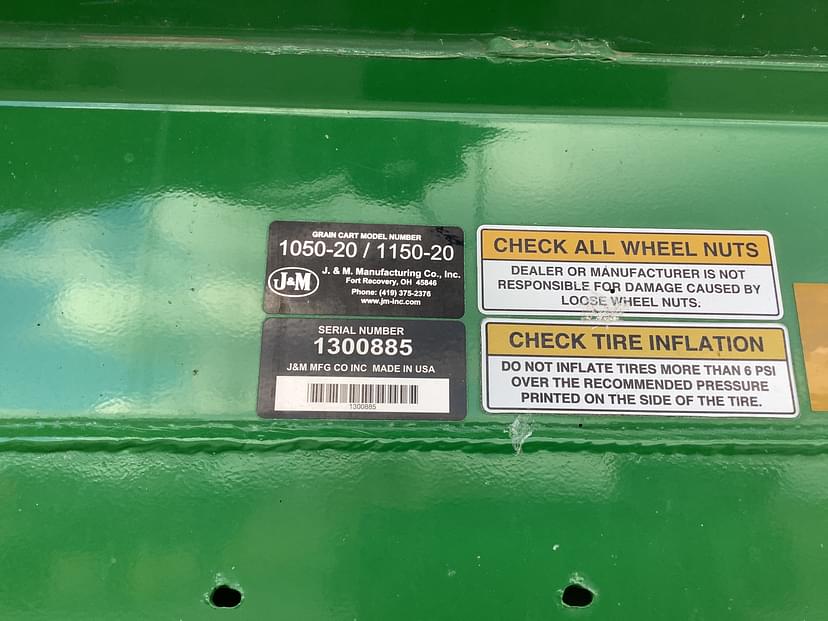 GRAIN CART MODEL NUMBER
1050-20 / 1150-20
J&M
J. & M. Manufacturing Co., Inc.
Fort Recovery, OH 45846
Phone: (419) 375-2376
www.jm-inc.com
SERIAL NUMBER
1300885
J&M MFG CO INC MADE IN USA
1300885
CHECK ALL WHEEL NUTS
DEALER OR MANUFACTURER IS NOT
RESPONSIBLE FOR DAMAGE CAUSED BY
LOOSE WHEEL NUTS.
CHECK TIRE INFLATION
DO NOT INFLATE TIRES MORE THAN 6 PSI
OVER THE RECOMMENDED PRESSURE
PRINTED ON THE SIDE OF THE TIRE.